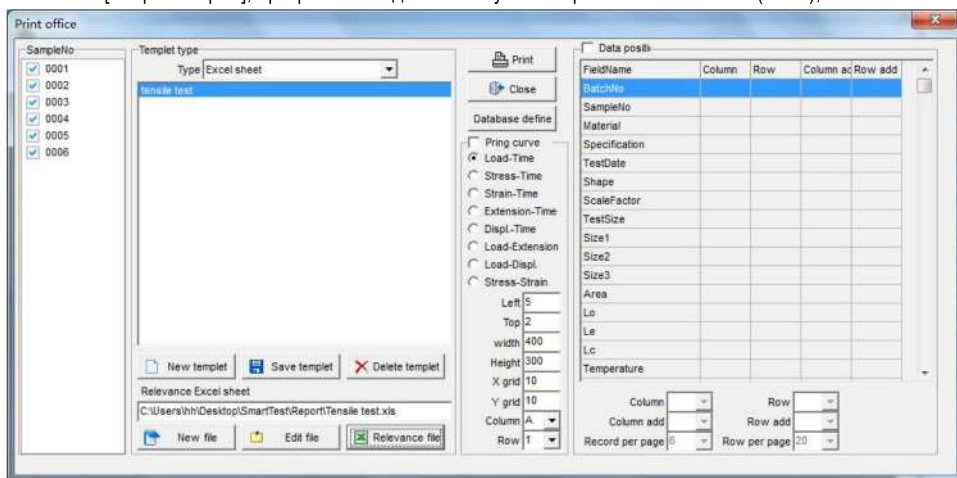 Print office
SampleNo
0001
0002
0003
0004
0005
0006
Templet type
Type Excel sheet
tensile test
New templet Save templet Delete templet
Relevance Excel sheet
C:\Users\hh\Desktop\SmartTest\Report\Tensile test.xls
New file Edit file Relevance file
Print
Close
Database define
Pring curve
Load-Time
Stress-Time
Strain-Time
Extension-Time
Displ.-Time
Load-Extension
Load-Displ.
Stress-Strain
Left 5
Top 2
width 400
Height 300
X grid 10
Y grid 10
Column A
Row 1
Data positi
FieldName Column Row Column ac Row add
BatchNo
SampleNo
Material
Specification
TestDate
Shape
ScaleFactor
TestSize
Size1
Size2
Size3
Area
Lo
Le
Lc
Temperature
Column Row
Column add Row add
Record per page 6 Row per page 20